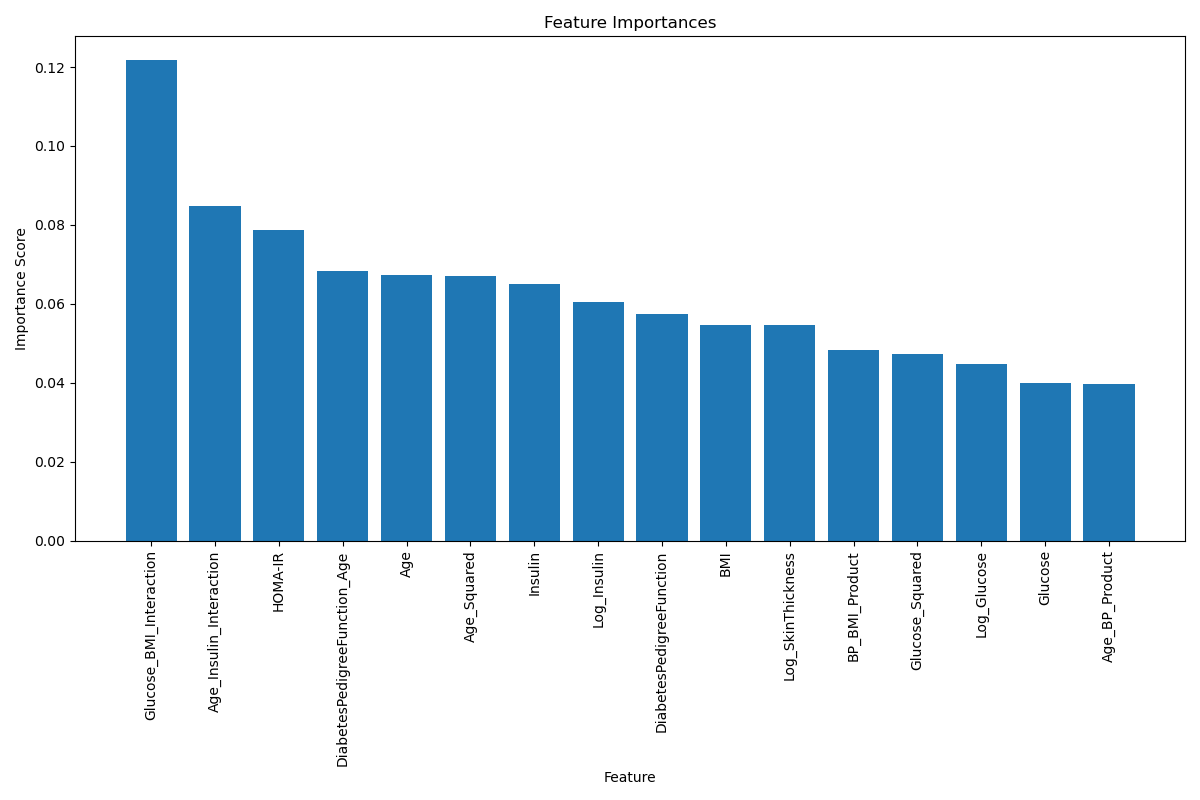 Feature Importances
Importance Score
0.12
0.10
0.08
0.06
0.04
0.02
0.00
Glucose_BMI_Interaction
Age_Insulin_Interaction
HOMA-IR
DiabetesPedigreeFunction_Age
Age
Age_Squared
Insulin
Log_Insulin
DiabetesPedigreeFunction
BMI
Log_SkinThickness
BP_BMI_Product
Glucose_Squared
Log_Glucose
Glucose
Age_BP_Product
Feature